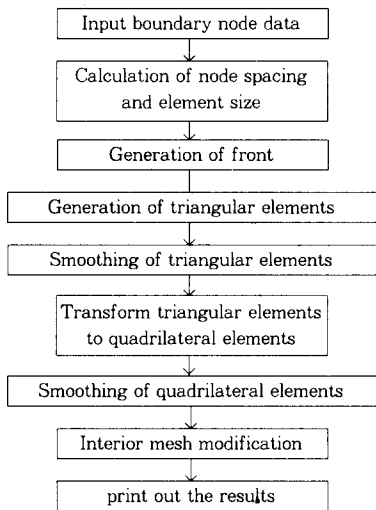 Input boundary node data
Calculation of node spacing
and element size
Generation of front
Generation of triangular elements
Smoothing of triangular elements
Transform triangular elements
to quadrilateral elements
Smoothing of quadrilateral elements
Interior mesh modification
print out the results